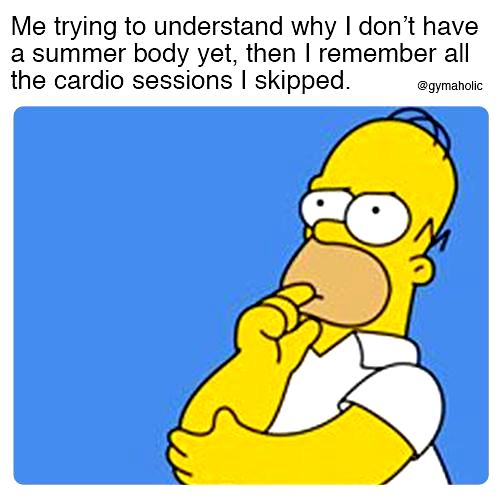 Me trying to understand why I don’t have
a summer body yet, then I remember all
the cardio sessions I skipped.
@gymaholic